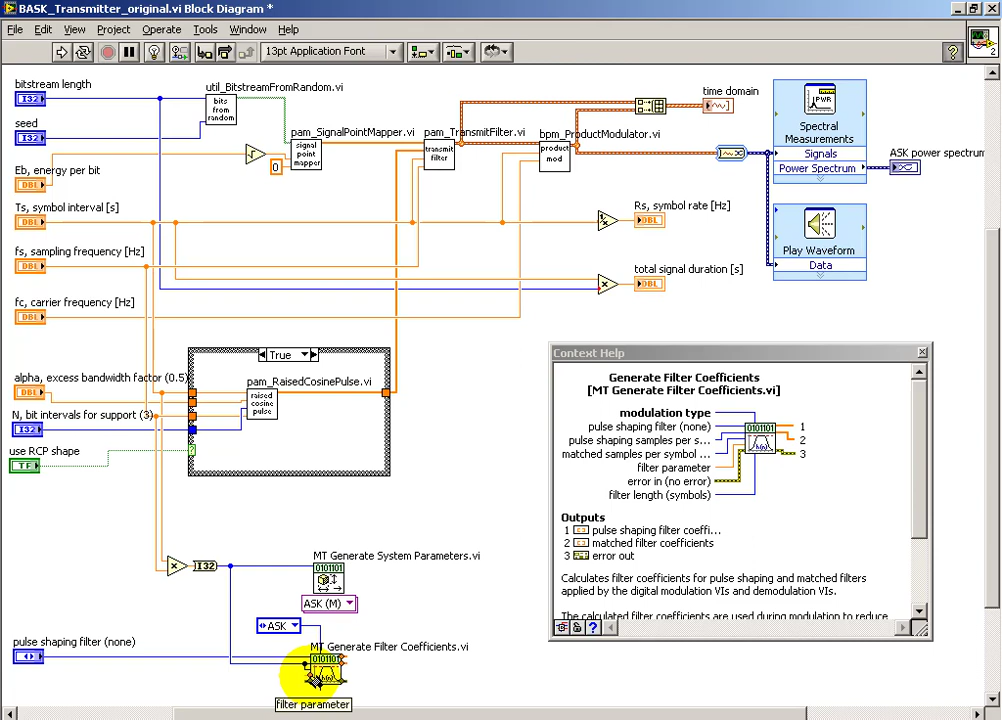 BASK_Transmitter_original.vi Block Diagram *
File Edit View Project Operate Tools Window Help
13pt Application Font
2
bitstream length
I32
util_BitstreamFromRandom.vi
bits
from
random
time domain
seed
I32
pam_SignalPointMapper.vi
signal
point
mapper
0
pam_TransmitFilter.vi
transmit
filter
bpm_ProductModulator.vi
product
mod
PWR
Spectral
Measurements
Signals
Power Spectrum
ASK power spectrum
Eb, energy per bit
DBL
Ts, symbol interval [s]
DBL
Rs, symbol rate [Hz]
DBL
Play Waveform
Data
fs, sampling frequency [Hz]
DBL
total signal duration [s]
DBL
fc, carrier frequency [Hz]
DBL
True
alpha, excess bandwidth factor (0.5)
DBL
pam_RaisedCosinePulse.vi
raised
cosine
pulse
N, bit intervals for support (3)
I32
use RCP shape
TF
?
Context Help
Generate Filter Coefficients
[MT Generate Filter Coefficients.vi]
modulation type
pulse shaping filter (none)
pulse shaping samples per s...
matched samples per symbol ...
filter parameter
error in (no error)
filter length (symbols)
0101101
1
2
3
Outputs
1 pulse shaping filter coeffi...
2 matched filter coefficients
3 error out
Calculates filter coefficients for pulse shaping and matched filters
applied by the digital modulation VIs and demodulation VIs.
The calculated filter coefficients are used during modulation to reduce
?
I32
MT Generate System Parameters.vi
0101101
ASK (M)
ASK
pulse shaping filter (none)
MT Generate Filter Coefficients.vi
0101101
filter parameter